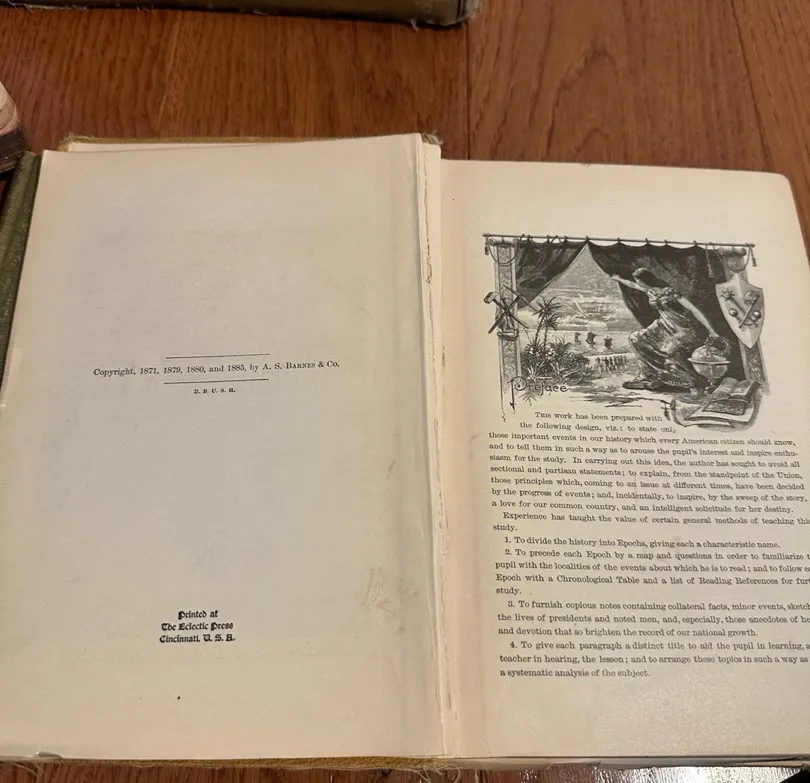 Copyright, 1871, 1879, 1880, and 1885, by A. S. BARNES & Co.
B. B U. S. H.
Printed at
The Eclectic Press
Cincinnati, U. S. A.
Preface
THIS work has been prepared with
the following design, viz.: to state only
those important events in our history which every American citizen should know,
and to tell them in such a way as to arouse the pupil's interest and inspire enthu-
siasm for the study. In carrying out this idea, the author has sought to avoid all
sectional and partisan statements; to explain, from the standpoint of the Union,
those principles which, coming to an issue at different times, have been decided
by the progress of events; and, incidentally, to inspire, by the sweep of the story,
a love for our common country, and an intelligent solicitude for her destiny.
Experience has taught the value of certain general methods of teaching this
study.
1. To divide the history into Epochs, giving each a characteristic name.
2. To precede each Epoch by a map and questions in order to familiarize t
pupil with the localities of the events about which he is to read; and to follow e
Epoch with a Chronological Table and a list of Reading References for fur
study.
3. To furnish copious notes containing collateral facts, minor events, sketch
the lives of presidents and noted men, and, especially, those anecdotes of he
and devotion that so brighten the record of our national growth.
4. To give each paragraph a distinct title to aid the pupil in learning, a
teacher in hearing, the lesson; and to arrange these topics in such a way as
a systematic analysis of the subject.